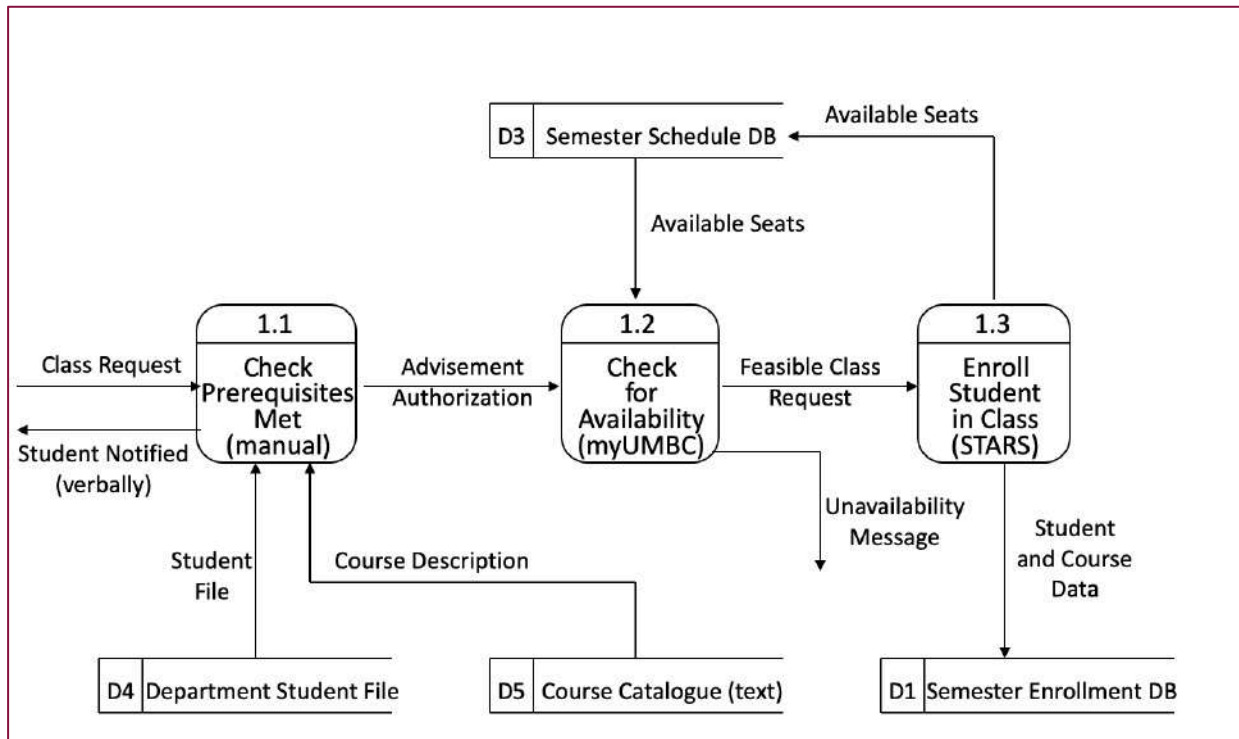 Available Seats
D3 Semester Schedule DB
Available Seats
1.1
Check
Prerequisites
Met
(manual)
1.2
Check
for
Availability
(myUMBC)
1.3
Enroll
Student
in Class
(STARS)
Class Request
Student Notified
(verbally)
Advisement
Authorization
Feasible Class
Request
Unavailability
Message
Student
File
Course Description
Student
and Course
Data
D4 Department Student File
D5 Course Catalogue (text)
D1 Semester Enrollment DB